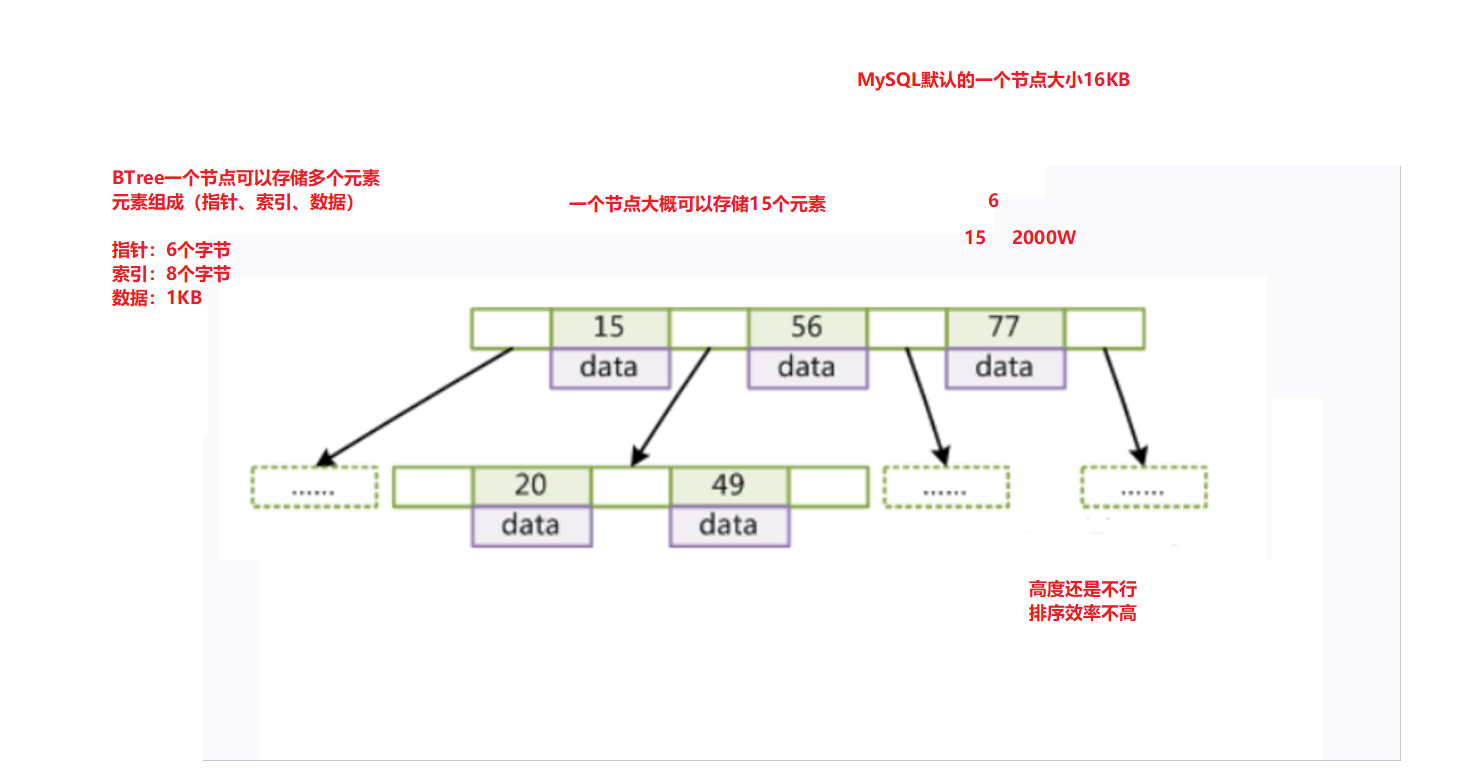 MySQL默认的一个节点大小16KB
BTree一个节点可以存储多个元素
元素组成（指针、索引、数据）
一个节点大概可以存储15个元素
6
15 2000W
指针：6个字节
索引：8个字节
数据：1KB
15 56 77
data data data
...... 20 49 ...... ......
data data
高度还是不行
排序效率不高